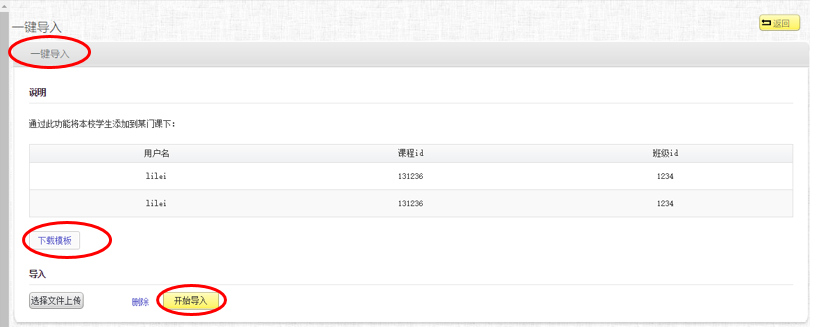 一键导入
返回
一键导入
说明
通过此功能将本校学生添加到某门课下:
用户名 课程id 班级id
lilei 131236 1234
lilei 131236 1234
下载模板
导入
选择文件上传 删除 开始导入